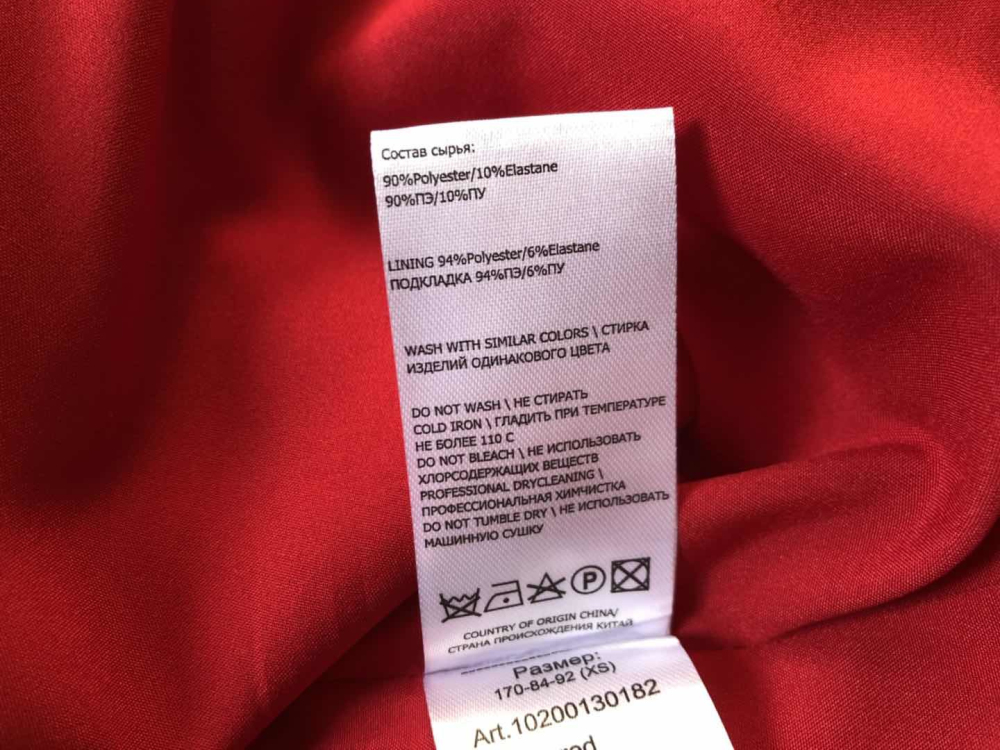 Состав сырья:
90%Polyester/10%Elastane
90%ПЭ/10%ПУ
LINING 94%Polyester/6%Elastane
ПОДКЛАДКА 94%ПЭ/6%ПУ
WASH WITH SIMILAR COLORS \ СТИРКА
ИЗДЕЛИЙ ОДИНАКОВОГО ЦВЕТА
DO NOT WASH \ НЕ СТИРАТЬ
COLD IRON \ ГЛАДИТЬ ПРИ ТЕМПЕРАТУРЕ
НЕ БОЛЕЕ 110 С
DO NOT BLEACH \ НЕ ИСПОЛЬЗОВАТЬ
ХЛОРСОДЕРЖАЩИХ ВЕЩЕСТВ
PROFESSIONAL DRYCLEANING \
ПРОФЕССИОНАЛЬНАЯ ХИМЧИСТКА
DO NOT TUMBLE DRY \ НЕ ИСПОЛЬЗОВАТЬ
МАШИННУЮ СУШКУ
P
COUNTRY OF ORIGIN CHINA/
СТРАНА ПРОИСХОЖДЕНИЯ КИТАЙ
Размер:
170-84-92 (XS)
Art.10200130182